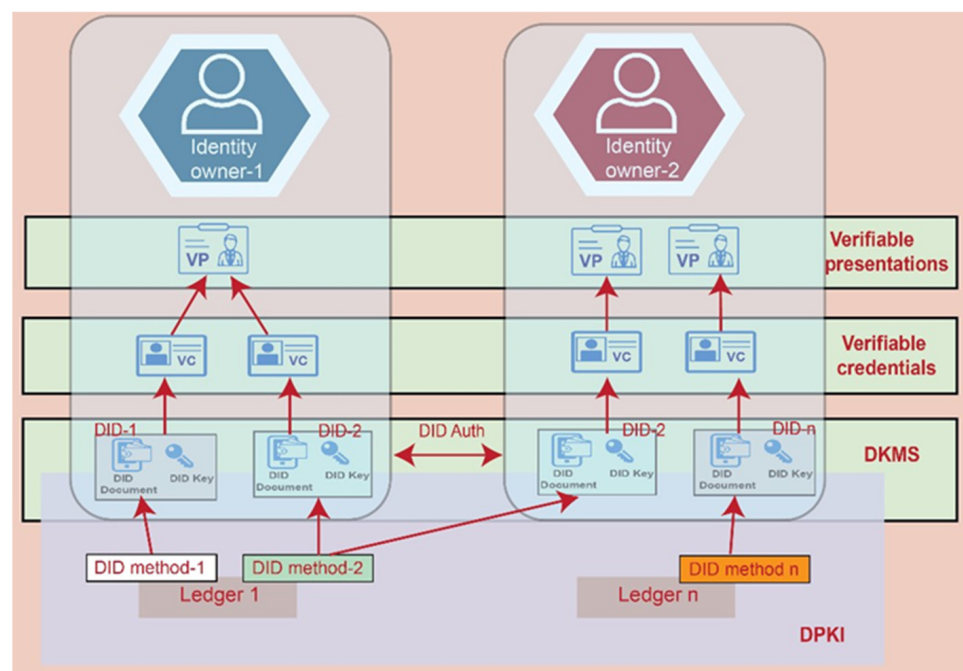 Identity
owner-1
Identity
owner-2
VP
VP
VP
Verifiable
presentations
VC
VC
VC
VC
Verifiable
credentials
DID-1
DID-2
DID Auth
DID-2
DID-n
DKMS
DID
Document
DID Key
DID
Document
DID Key
DID
Document
DID Key
DID
Document
DID Key
DID method-1
DID method-2
DID method n
Ledger 1
Ledger n
DPKI